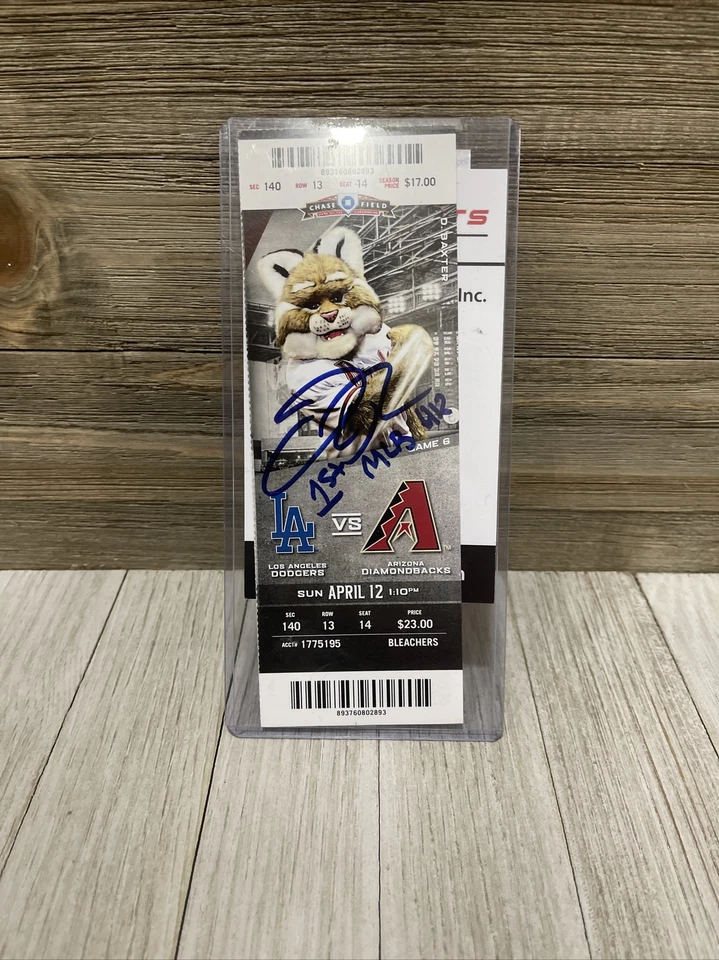 893760802893
SEC 140 ROW 13 SEAT 14 SEASON PRICE $17.00
CHASE FIELD
D. BAXTER
Inc.
1st MLB HR
GAME 6
LA VS A
LOS ANGELES DODGERS
ARIZONA DIAMONDBACKS
SUN APRIL 12 1:10PM
SEC ROW SEAT PRICE
140 13 14 $23.00
ACCT# 1775195 BLEACHERS
893760802893